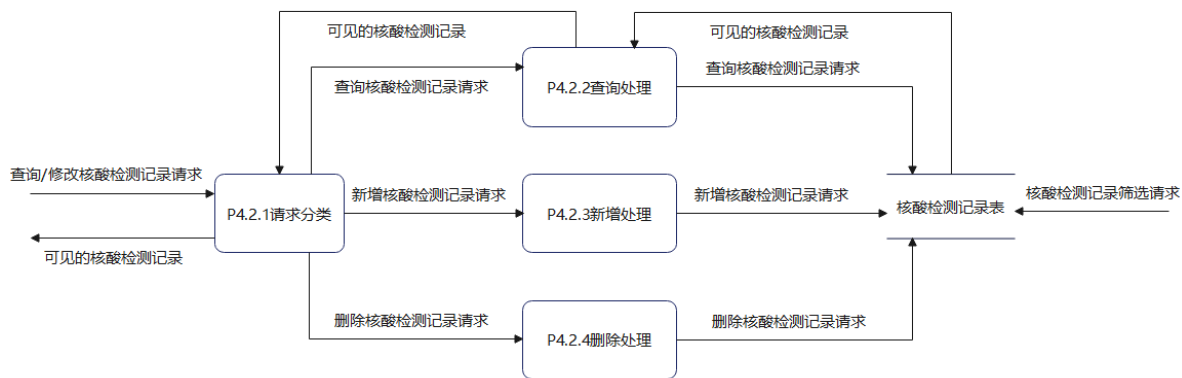 可见的核酸检测记录
可见的核酸检测记录
查询核酸检测记录请求
P4.2.2查询处理
查询核酸检测记录请求
查询/修改核酸检测记录请求
P4.2.1请求分类
新增核酸检测记录请求
P4.2.3新增处理
新增核酸检测记录请求
核酸检测记录表
核酸检测记录筛选请求
可见的核酸检测记录
删除核酸检测记录请求
P4.2.4删除处理
删除核酸检测记录请求